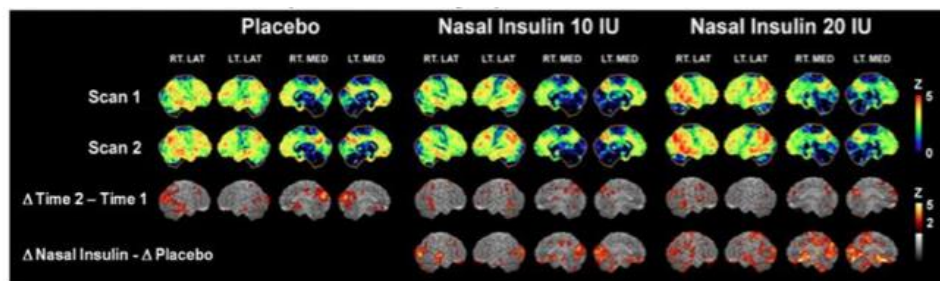 Placebo Nasal Insulin 10 IU Nasal Insulin 20 IU
RT. LAT LT. LAT RT. MED LT. MED RT. LAT LT. LAT RT. MED LT. MED RT. LAT LT. LAT RT. MED LT. MED
Z
Scan 1 5
Scan 2 0
Z
Δ Time 2 – Time 1 5
2
Δ Nasal Insulin - Δ Placebo